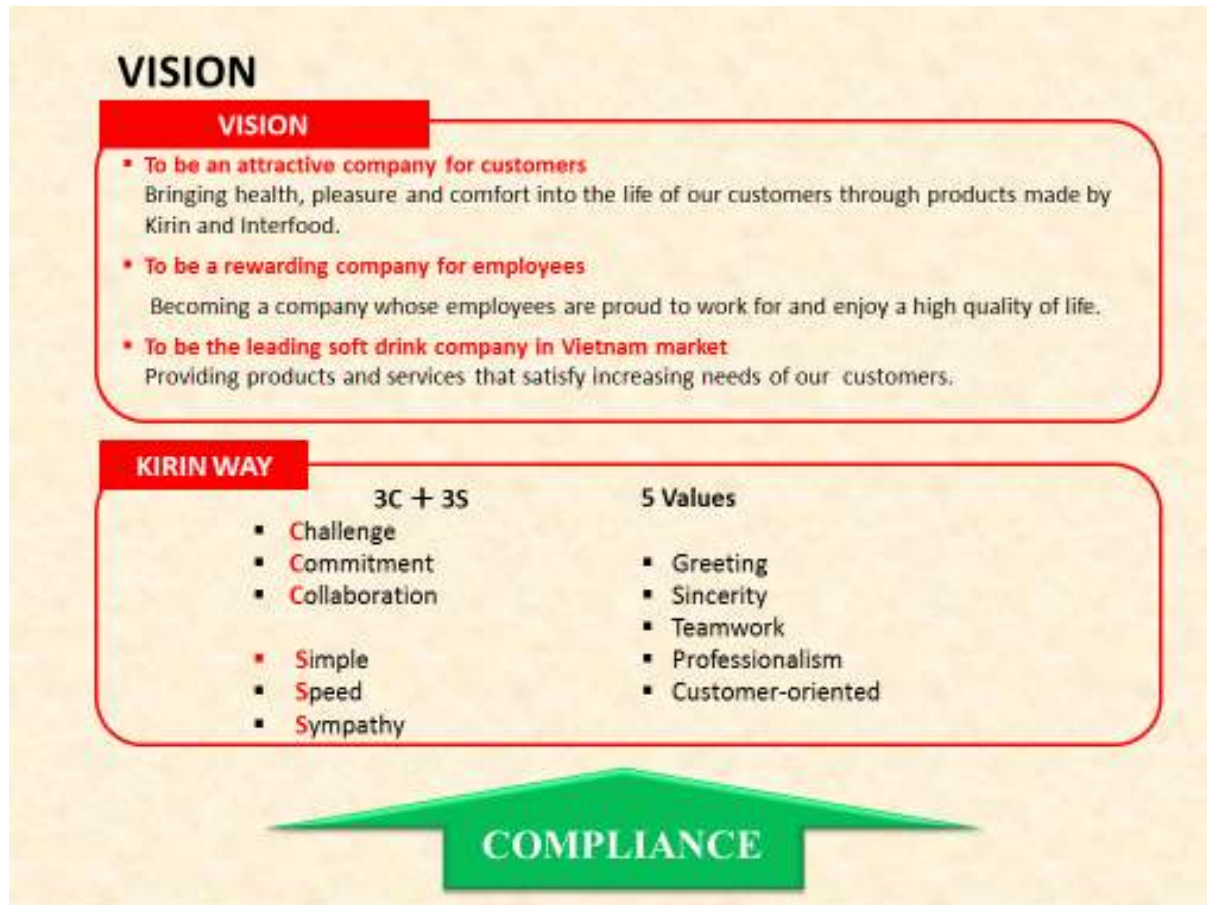 VISION
VISION
▪ To be an attractive company for customers
Bringing health, pleasure and comfort into the life of our customers through products made by
Kirin and Interfood.
▪ To be a rewarding company for employees
Becoming a company whose employees are proud to work for and enjoy a high quality of life.
▪ To be the leading soft drink company in Vietnam market
Providing products and services that satisfy increasing needs of our customers.
KIRIN WAY
3C + 3S
▪ Challenge
▪ Commitment
▪ Collaboration
▪ Simple
▪ Speed
▪ Sympathy
5 Values
▪ Greeting
▪ Sincerity
▪ Teamwork
▪ Professionalism
▪ Customer-oriented
COMPLIANCE